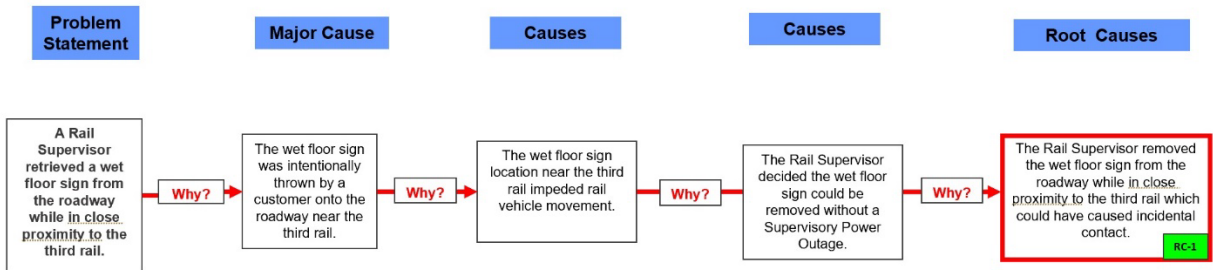 Problem
Statement
Major Cause
Causes
Causes
Root Causes
A Rail
Supervisor
retrieved a wet
floor sign from
the roadway
while in close
proximity to the
third rail.
Why?
The wet floor sign
was intentionally
thrown by a
customer onto the
roadway near the
third rail.
Why?
The wet floor sign
location near the third
rail impeded rail
vehicle movement.
Why?
The Rail Supervisor
decided the wet floor
sign could be
removed without a
Supervisory Power
Outage.
Why?
The Rail Supervisor removed
the wet floor sign from the
roadway while in close
proximity to the third rail which
could have caused incidental
contact.
RC-1